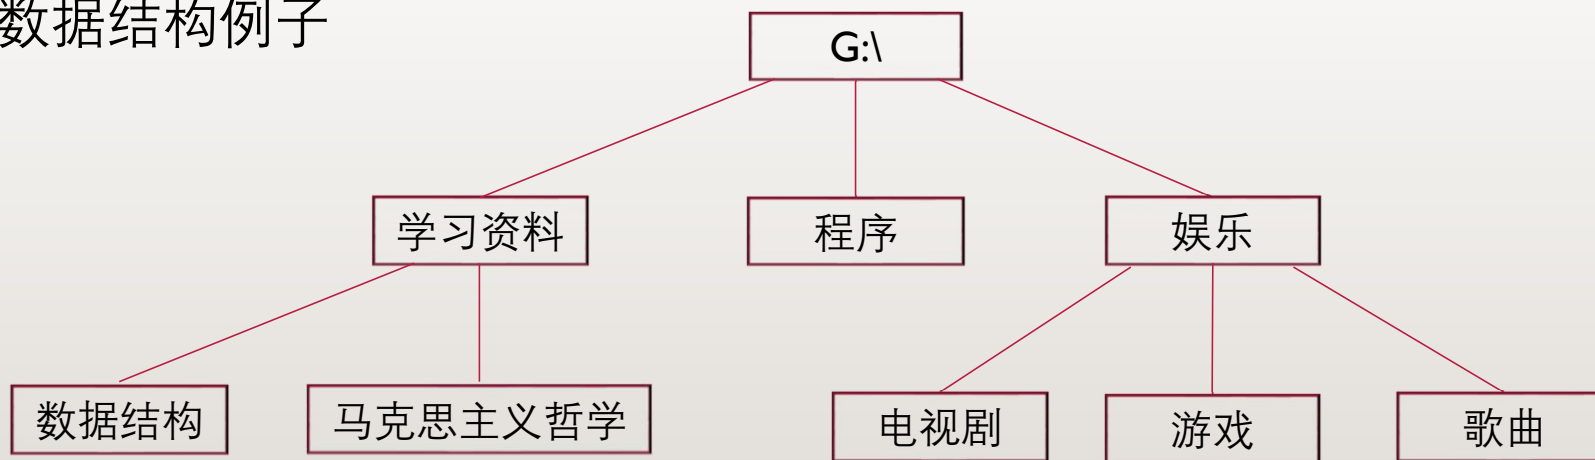 数据结构例子
G:\
学习资料
程序
娱乐
数据结构
马克思主义哲学
电视剧
游戏
歌曲